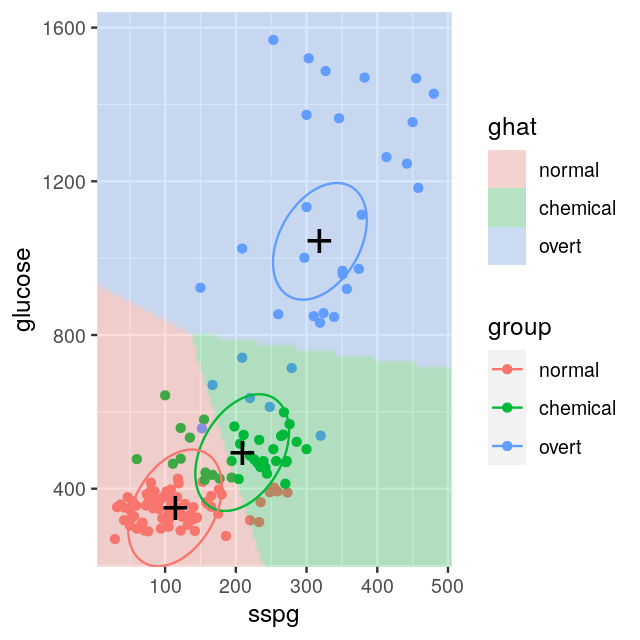 1600
1200
800
400
glucose
100
200
300
400
500
sspg
ghat
normal
chemical
overt
group
normal
chemical
overt